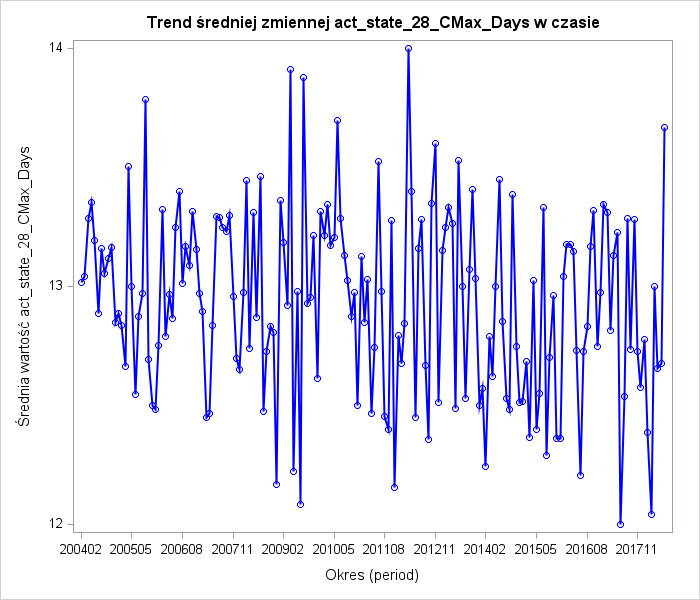 Trend średniej zmiennej act_state_28_CMax_Days w czasie
Średnia wartość act_state_28_CMax_Days
14
13
12
200402 200505 200608 200711 200902 201005 201108 201211 201402 201505 201608 201711
Okres (period)